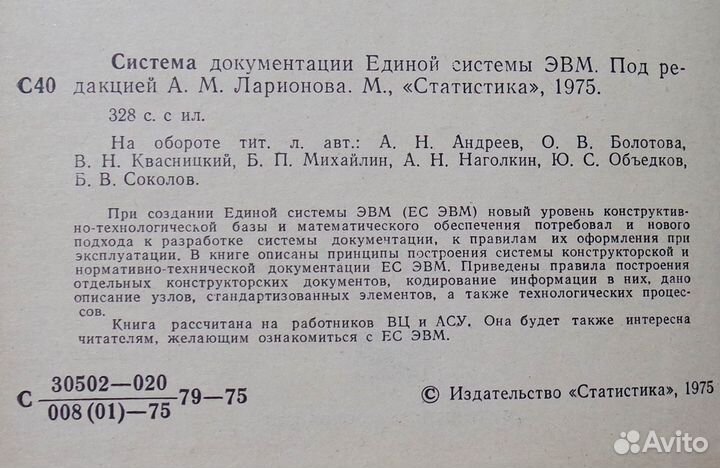 Система документации Единой системы ЭВМ. Под ре-
С40 дакцией А. М. Ларионова. М., «Статистика», 1975.
328 с. с ил.
На обороте тит. л. авт.: А. Н. Андреев, О. В. Болотова,
В. Н. Квасницкий, Б. П. Михайлин, А. Н. Наголкин, Ю. С. Объедков,
Б. В. Соколов.
При создании Единой системы ЭВМ (ЕС ЭВМ) новый уровень конструктив-
но-технологической базы и математического обеспечения потребовал и нового
подхода к разработке системы документации, к правилам их оформления при
эксплуатации. В книге описаны принципы построения системы конструкторской и
нормативно-технической документации ЕС ЭВМ. Приведены правила построения
отдельных конструкторских документов, кодирование информации в них, дано
описание узлов, стандартизованных элементов, а также технологических процес-
сов.
Книга рассчитана на работников ВЦ и АСУ. Она будет также интересна
читателям, желающим ознакомиться с ЕС ЭВМ.
С 30502—020
008(01)—75 79—75
© Издательство «Статистика», 1975
Avito